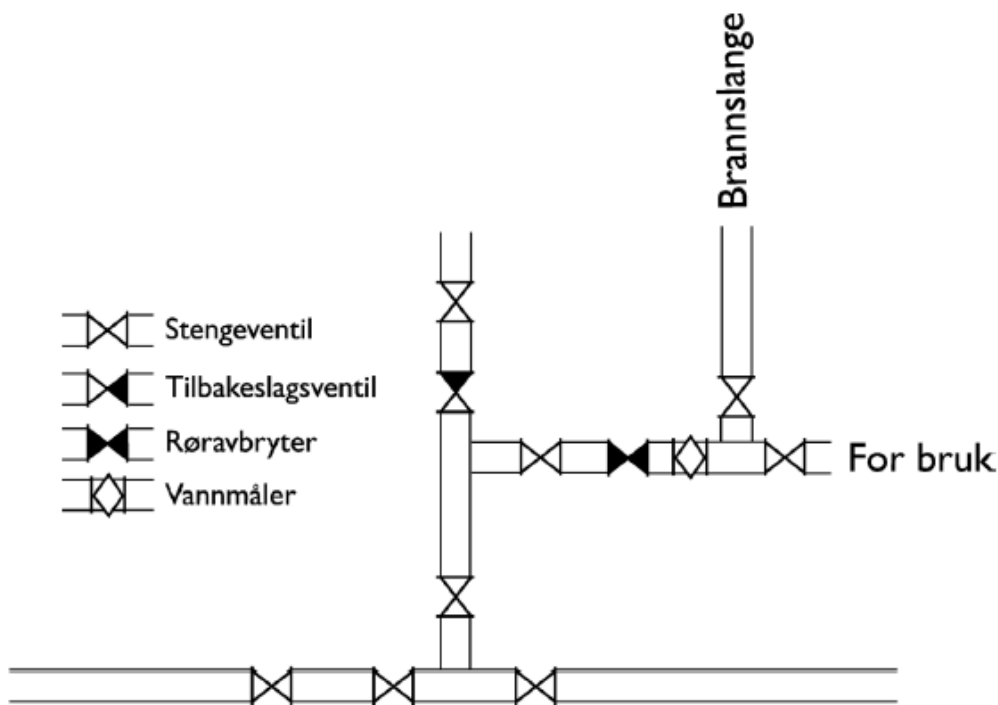 Brannslange
Stengeventil
Tilbakeslagsventil
Røravbryter
Vannmåler
For bruk